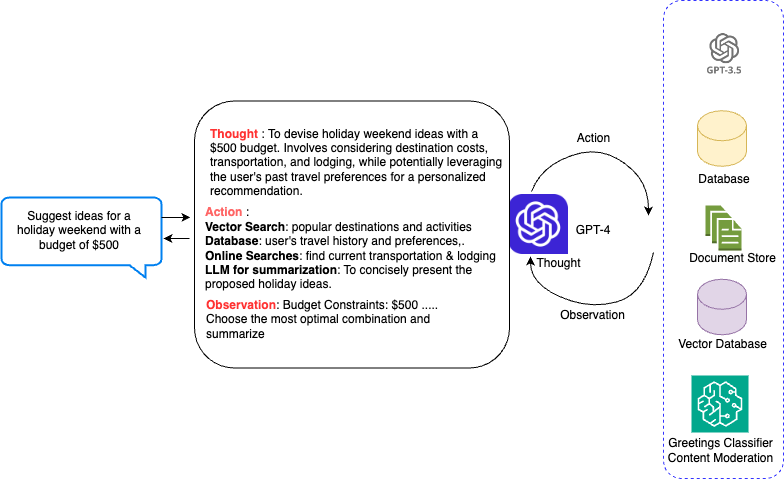 GPT-3.5
Thought : To devise holiday weekend ideas with a
$500 budget. Involves considering destination costs,
transportation, and lodging, while potentially leveraging
the user's past travel preferences for a personalized
recommendation.
Action :
Vector Search: popular destinations and activities
Database: user's travel history and preferences,.
Online Searches: find current transportation & lodging
LLM for summarization: To concisely present the
proposed holiday ideas.
Observation: Budget Constraints: $500 .....
Choose the most optimal combination and
summarize
Suggest ideas for a
holiday weekend with a
budget of $500
Action
GPT-4
Thought
Observation
Database
Document Store
Vector Database
Greetings Classifier
Content Moderation